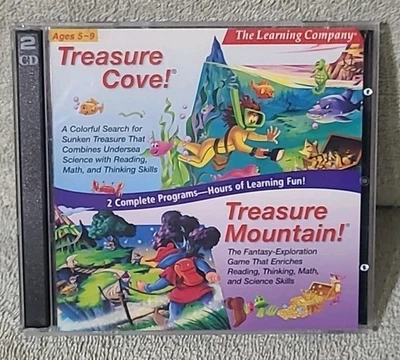 2
CD
Ages 5-9
The Learning Company®
Treasure
Cove!®
A Colorful Search for
Sunken Treasure That
Combines Undersea
Science with Reading,
Math, and Thinking Skills
2 Complete Programs—Hours of Learning Fun!
Treasure
Mountain!®
The Fantasy-Exploration
Game That Enriches
Reading, Thinking, Math,
and Science Skills